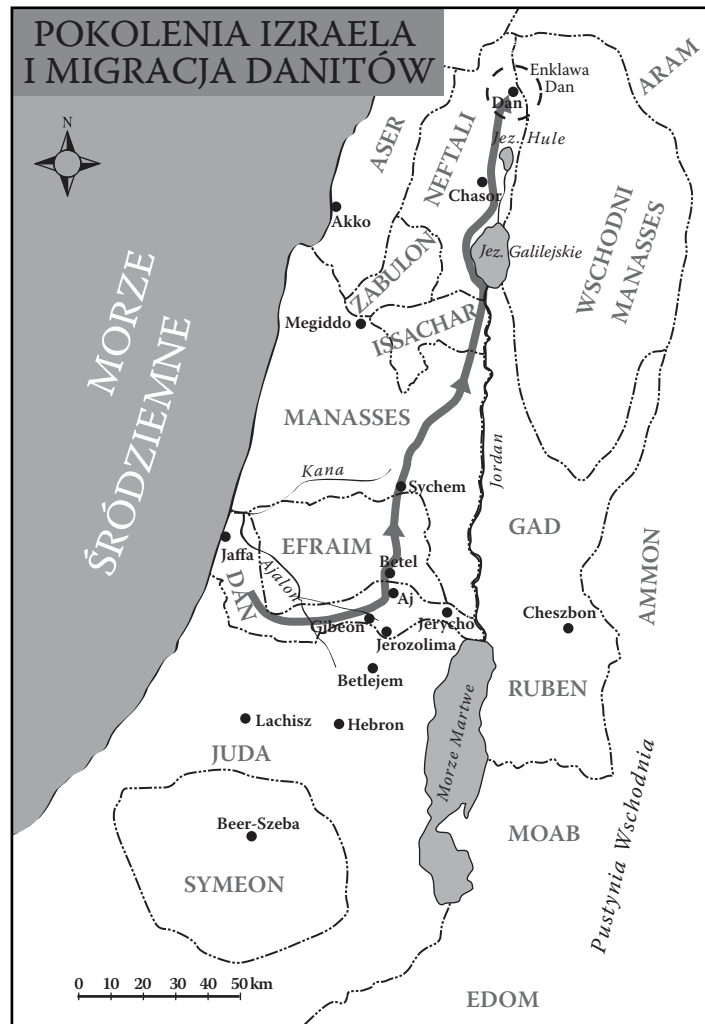 POKOLENIA IZRAELA
I MIGRACJA DANITÓW
N
Enklawa
Dan
Dan
ARAM
ASER
NEFTALI
Jez. Hule
Chasor
Akko
WSCHODNI
MANASSES
ZABULON
Jez. Galilejskie
MORZE
ŚRÓDZIEMNE
Megiddo
ISSACHAR
MANASSES
Kana
Jordan
Sychem
GAD
EFRAIM
Jaffa
Betel
AMMON
DAN
Ajalon
Aj
Gibeon
Jerycho
Cheszbon
Jerozolima
Betlejem
RUBEN
Morze Martwe
Lachisz
Hebron
JUDA
Pustynia Wschodnia
Beer-Szeba
MOAB
SYMEON
0 10 20 30 40 50 km
EDOM